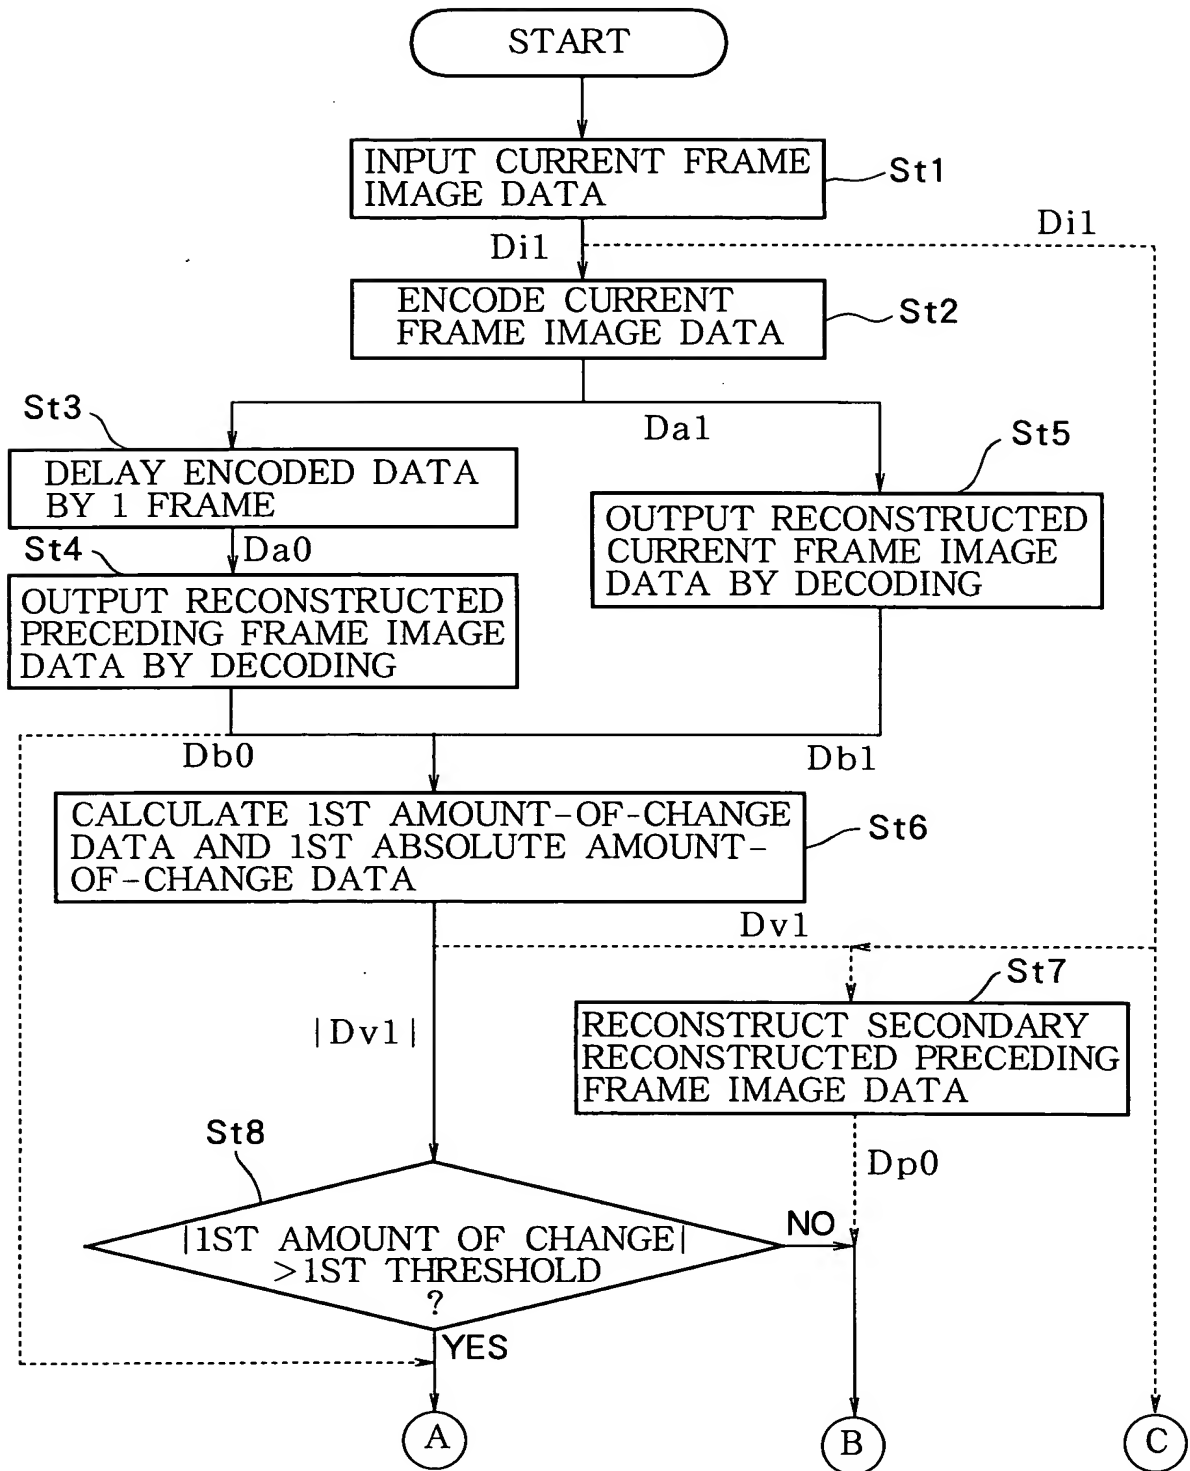 START
INPUT CURRENT FRAME
IMAGE DATA
St1
Di1
Di1
ENCODE CURRENT
FRAME IMAGE DATA
St2
St3
Da1
St5
DELAY ENCODED DATA
BY 1 FRAME
St4
Da0
OUTPUT RECONSTRUCTED
CURRENT FRAME IMAGE
DATA BY DECODING
OUTPUT RECONSTRUCTED
PRECEDING FRAME IMAGE
DATA BY DECODING
Db0
Db1
CALCULATE 1ST AMOUNT-OF-CHANGE
DATA AND 1ST ABSOLUTE AMOUNT-
OF-CHANGE DATA
St6
Dv1
St7
|Dv1|
RECONSTRUCT SECONDARY
RECONSTRUCTED PRECEDING
FRAME IMAGE DATA
St8
Dp0
|1ST AMOUNT OF CHANGE|
>1ST THRESHOLD
?
NO
YES
A
B
C